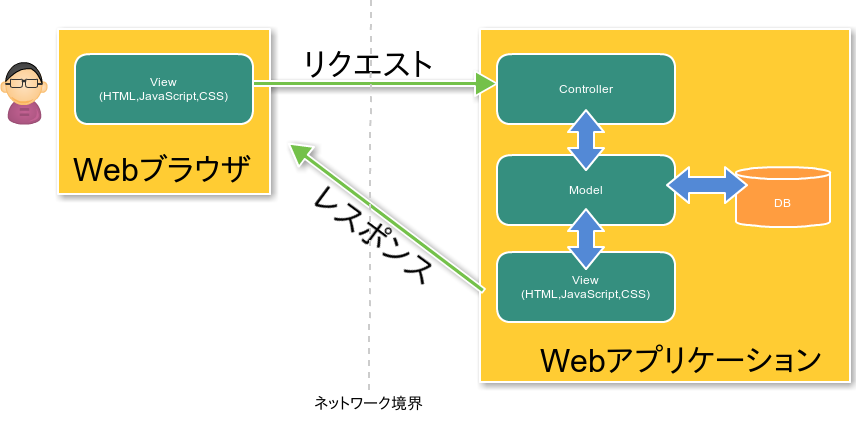 リクエスト
View
(HTML,JavaScript,CSS)
Webブラウザ
Controller
Model
DB
レスポンス
View
(HTML,JavaScript,CSS)
Webアプリケーション
ネットワーク境界